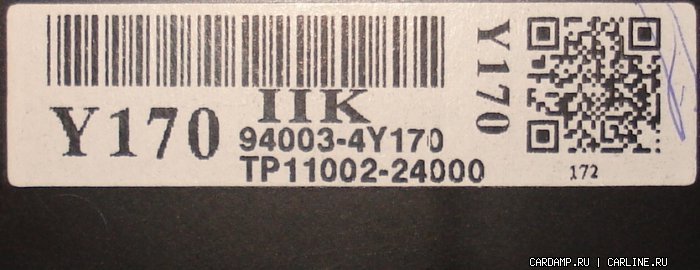 IIK
Y170
94003-4Y170
TP11002-24000
Y170
172
CARDAMP.RU | CARLINE.RU